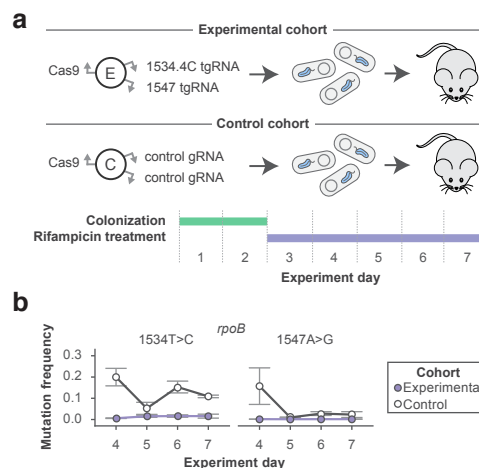 a
Experimental cohort
Cas9 E 1534.4C tgRNA
1547 tgRNA
Control cohort
Cas9 C control gRNA
control gRNA
Colonization
Rifampicin treatment
1 2 3 4 5 6 7
Experiment day
b
rpoB
1534T>C 1547A>G
Mutation frequency
0.3
0.2
0.1
0.0
4 5 6 7 4 5 6 7
Experiment day
Cohort
Experimental
Control